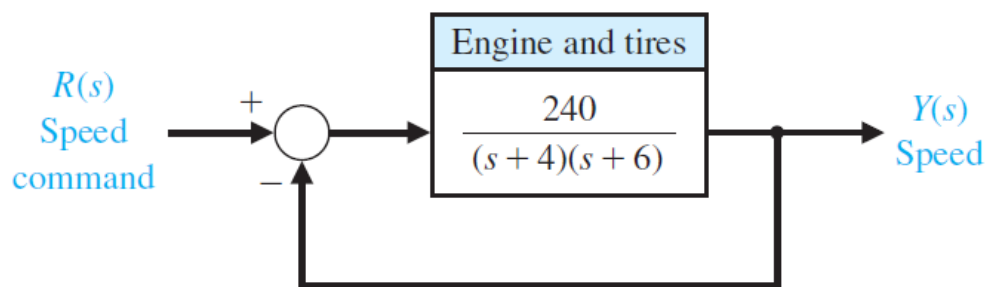 R(s)
Speed
command
+
−
Engine and tires
240
(s + 4)(s + 6)
Y(s)
Speed